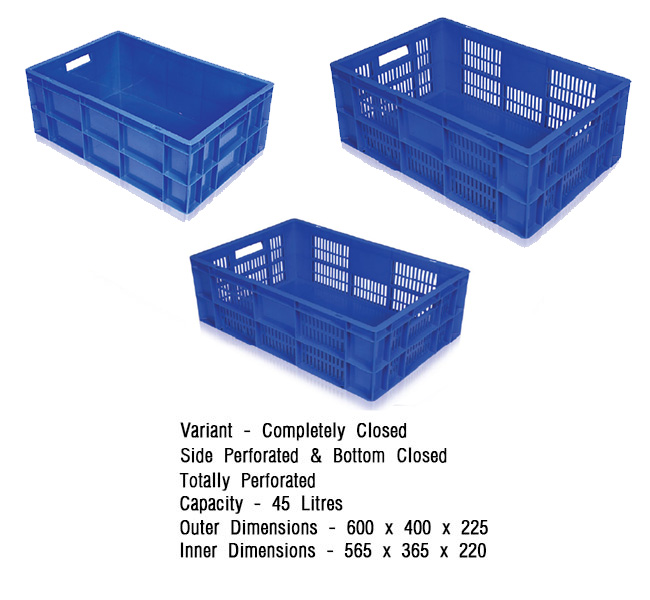 Variant - Completely Closed
Side Perforated & Bottom Closed
Totally Perforated
Capacity - 45 Litres
Outer Dimensions - 600 x 400 x 225
Inner Dimensions - 565 x 365 x 220